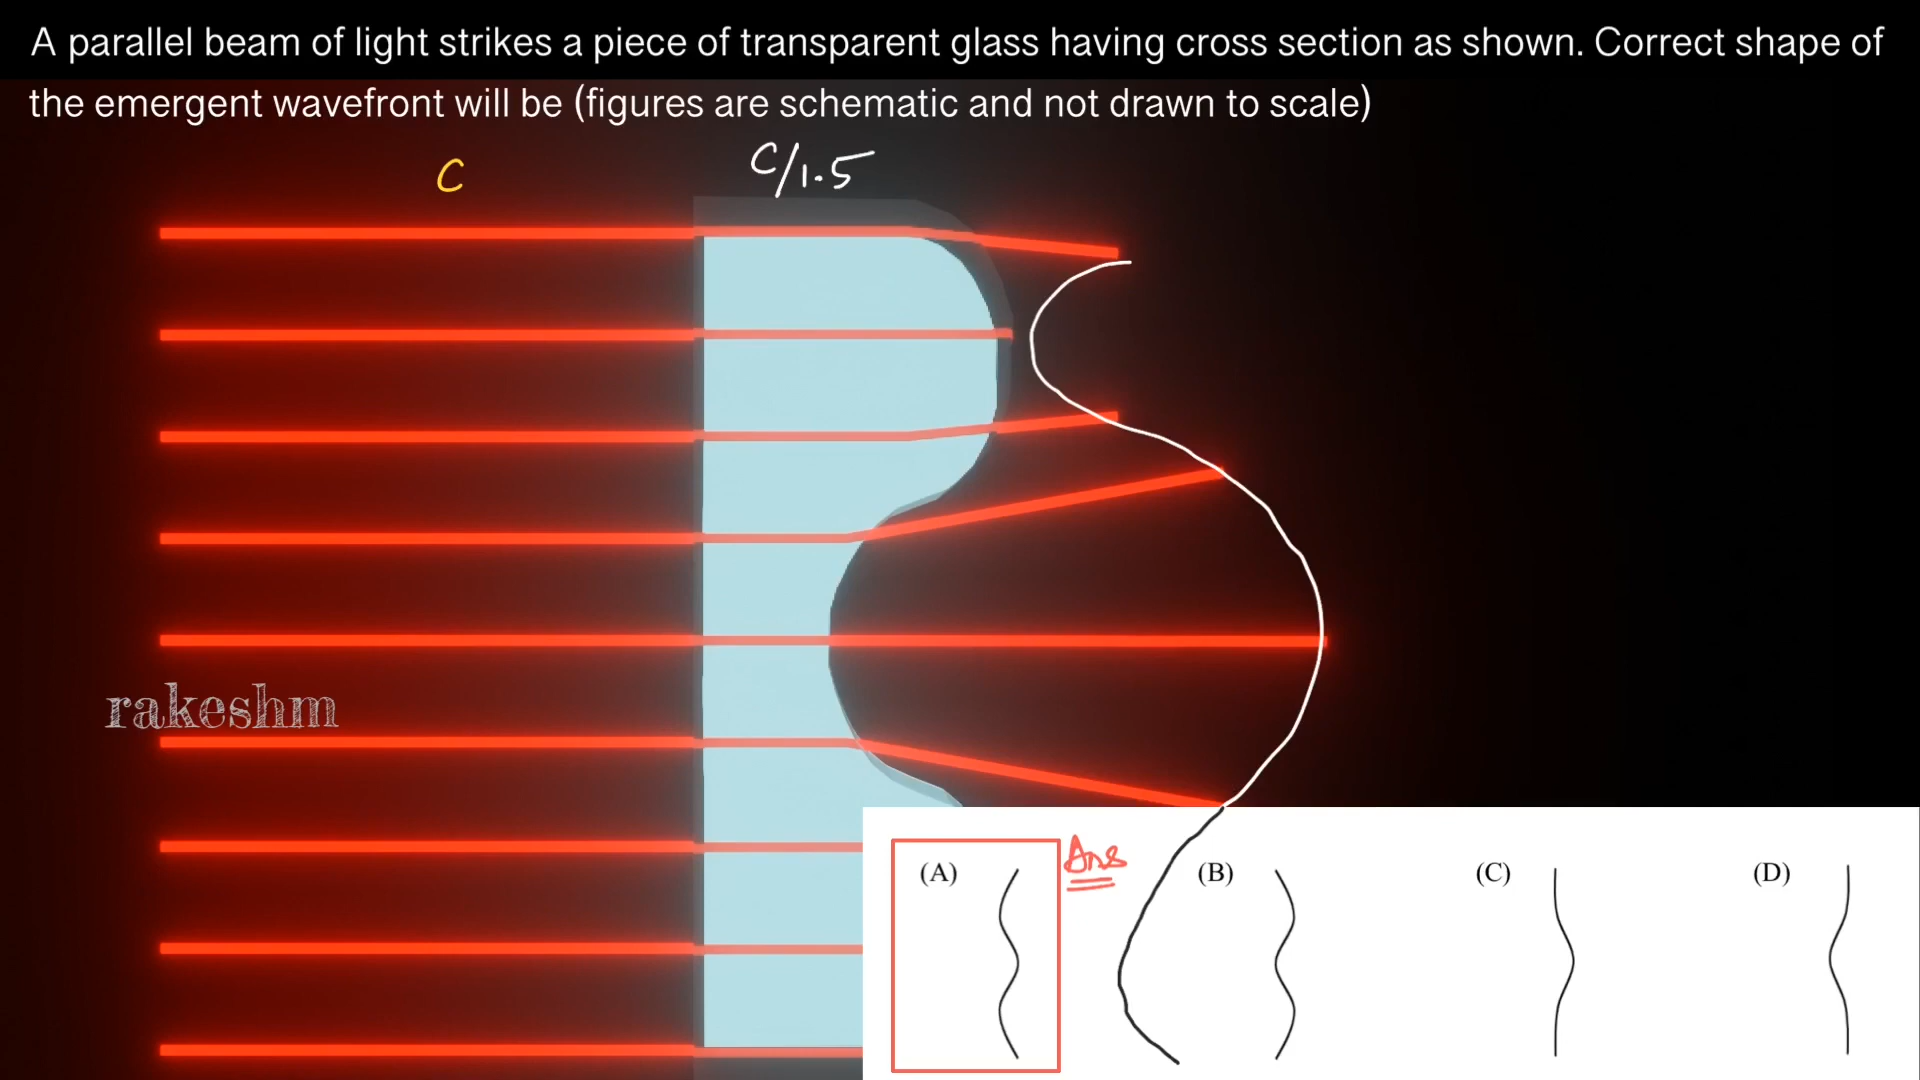 A parallel beam of light strikes a piece of transparent glass having cross section as shown. Correct shape of
the emergent wavefront will be (figures are schematic and not drawn to scale)
C
C/1.5
rakeshm
(A)
Ans
(B)
(C)
(D)